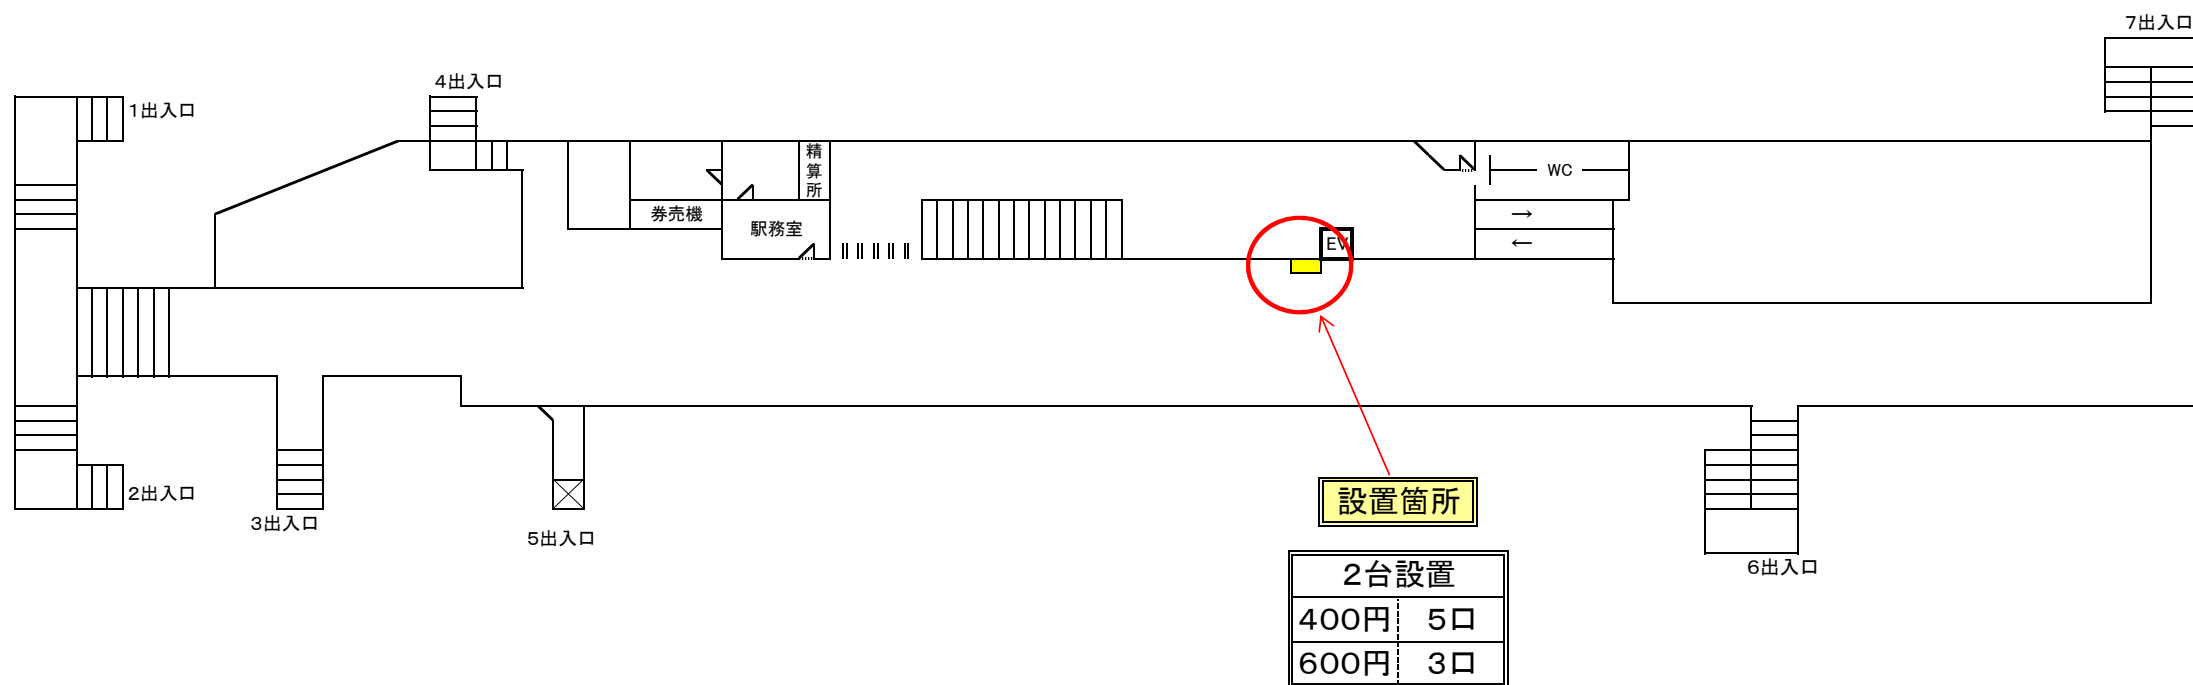 7出入口
4出入口
1出入口
精算所
WC
券売機
→
駅務室
←
EV
2出入口
設置箇所
3出入口
5出入口
6出入口
2台設置
400円 5口
600円 3口